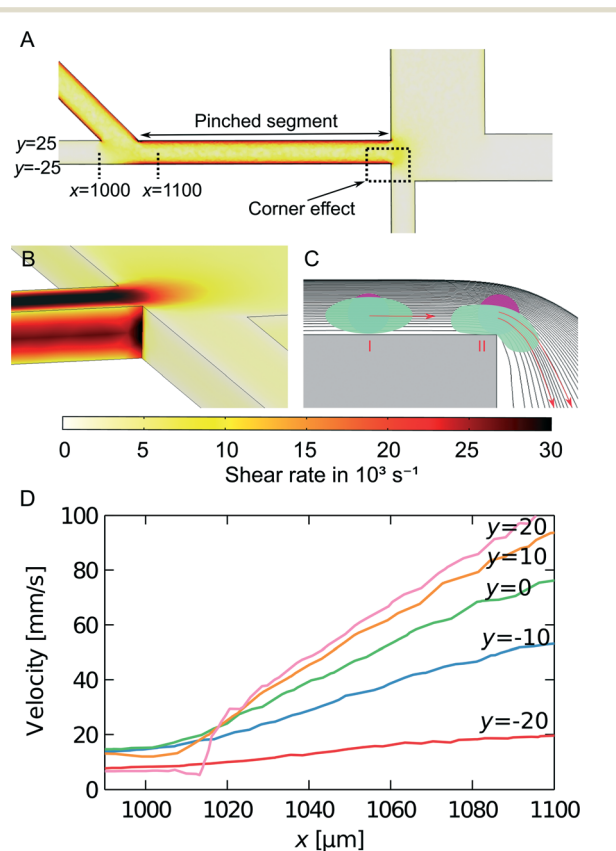 A
Pinched segment
y=25
y=-25
x=1000
x=1100
Corner effect
B
C
I
II
0 5 10 15 20 25 30
Shear rate in 10³ s⁻¹
D
100
80
60
40
20
0
Velocity [mm/s]
y=20
y=10
y=0
y=-10
y=-20
1000 1020 1040 1060 1080 1100
x [µm]